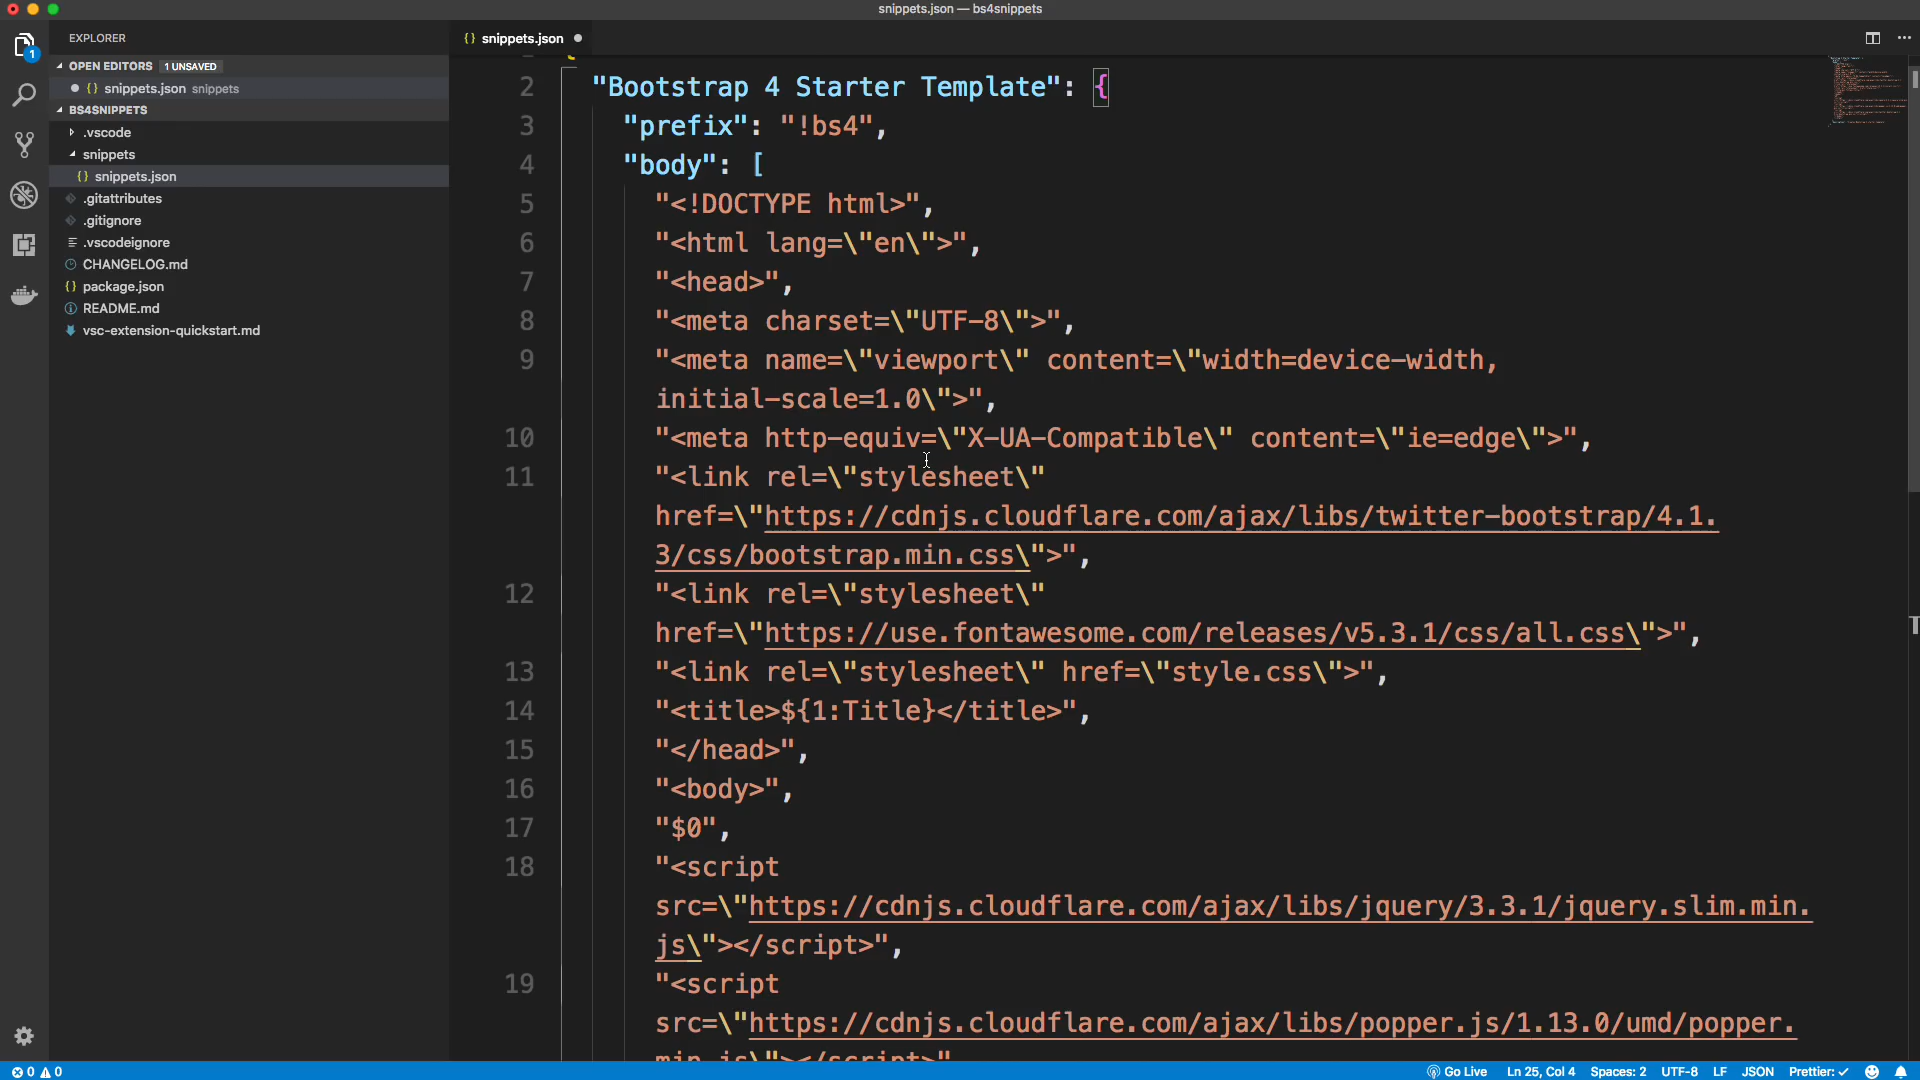 snippets.json — bs4snippets
EXPLORER
OPEN EDITORS 1 UNSAVED
{} snippets.json snippets
BS4SNIPPETS
.vscode
snippets
{} snippets.json
.gitattributes
.gitignore
.vscodeignore
CHANGELOG.md
{} package.json
README.md
vsc-extension-quickstart.md
1
{} snippets.json
2 "Bootstrap 4 Starter Template": {
3 "prefix": "!bs4",
4 "body": [
5 "<!DOCTYPE html>",
6 "<html lang=\"en\">",
7 "<head>",
8 "<meta charset=\"UTF-8\">",
9 "<meta name=\"viewport\" content=\"width=device-width,
initial-scale=1.0\">",
10 "<meta http-equiv=\"X-UA-Compatible\" content=\"ie=edge\">",
11 "<link rel=\"stylesheet\"
href=\"https://cdnjs.cloudflare.com/ajax/libs/twitter-bootstrap/4.1.
3/css/bootstrap.min.css\">",
12 "<link rel=\"stylesheet\"
href=\"https://use.fontawesome.com/releases/v5.3.1/css/all.css\">",
13 "<link rel=\"stylesheet\" href=\"style.css\">",
14 "<title>${1:Title}</title>",
15 "</head>",
16 "<body>",
17 "$0",
18 "<script
src=\"https://cdnjs.cloudflare.com/ajax/libs/jquery/3.3.1/jquery.slim.min.
js\"></script>",
19 "<script
src=\"https://cdnjs.cloudflare.com/ajax/libs/popper.js/1.13.0/umd/popper.
min.js\"></script>"
0 0
Go Live Ln 25, Col 4 Spaces: 2 UTF-8 LF JSON Prettier: ✓